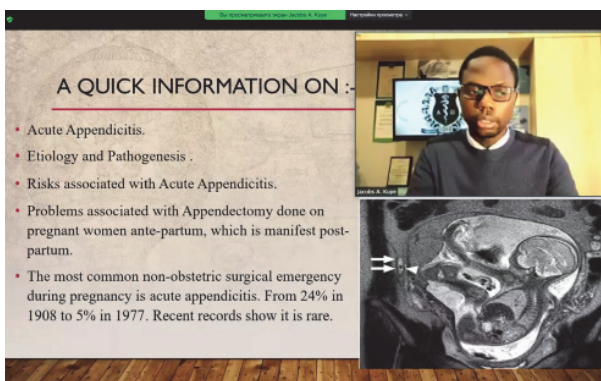 Вы просматриваете экран Jacobs A. Kuye
Настройки просмотра
A QUICK INFORMATION ON :-
• Acute Appendicitis.
• Etiology and Pathogenesis .
• Risks associated with Acute Appendicitis.
• Problems associated with Appendectomy done on
pregnant women ante-partum, which is manifest post-
partum.
• The most common non-obstetric surgical emergency
during pregnancy is acute appendicitis. From 24% in
1908 to 5% in 1977. Recent records show it is rare.
Jacobs A. Kuye